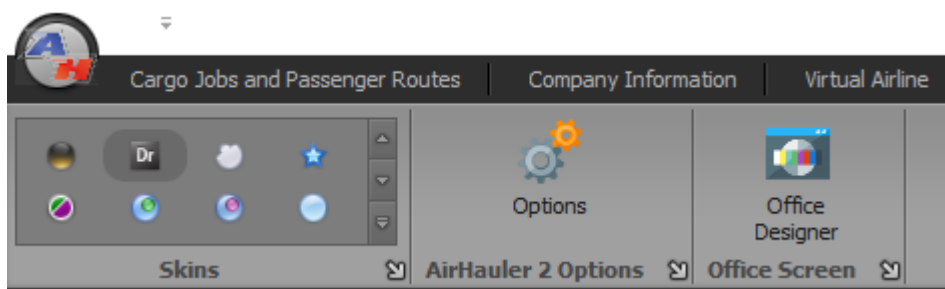 AH
Cargo Jobs and Passenger Routes
Company Information
Virtual Airline
Dr
Options
Office
Designer
Skins
AirHauler 2 Options
Office Screen